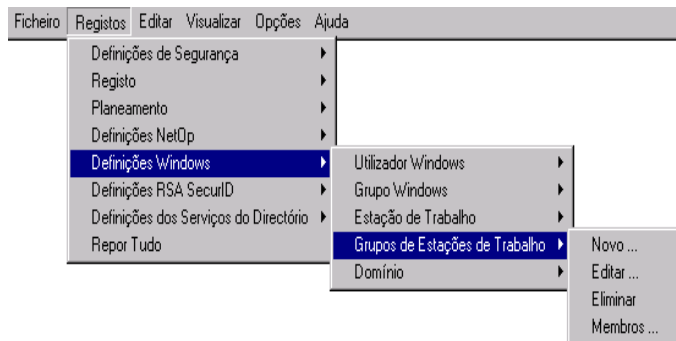 Ficheiro Registos Editar Visualizar Opções Ajuda
Definições de Segurança
Registo
Planeamento
Definições NetOp
Definições Windows
Definições RSA SecurID
Definições dos Serviços do Directório
Repor Tudo
Utilizador Windows
Grupo Windows
Estação de Trabalho
Grupos de Estações de Trabalho
Domínio
Novo ...
Editar ...
Eliminar
Membros ...